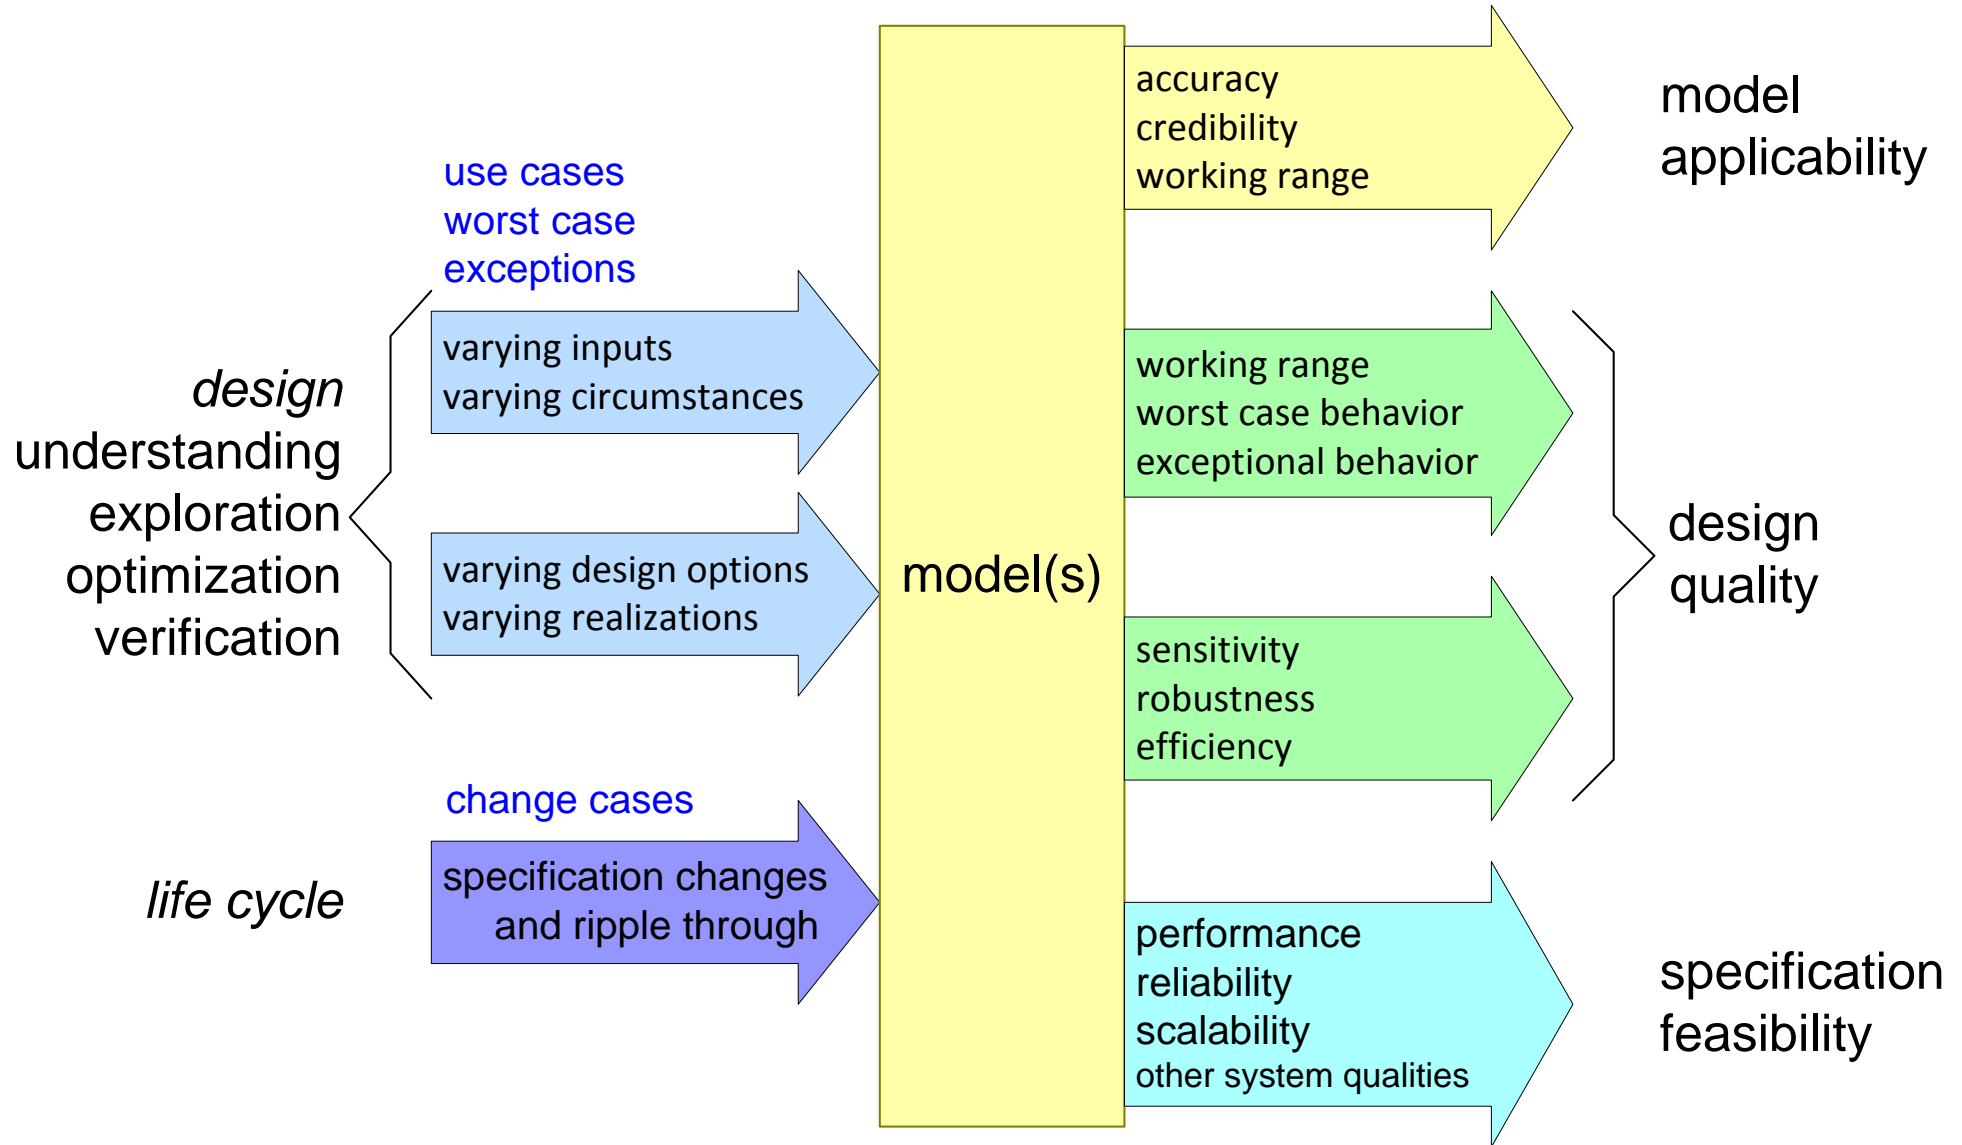 design
understanding
exploration
optimization
verification
life cycle
use cases
worst case
exceptions
varying inputs
varying circumstances
varying design options
varying realizations
change cases
specification changes
and ripple through
model(s)
accuracy
credibility
working range
working range
worst case behavior
exceptional behavior
sensitivity
robustness
efficiency
performance
reliability
scalability
other system qualities
model
applicability
design
quality
specification
feasibility